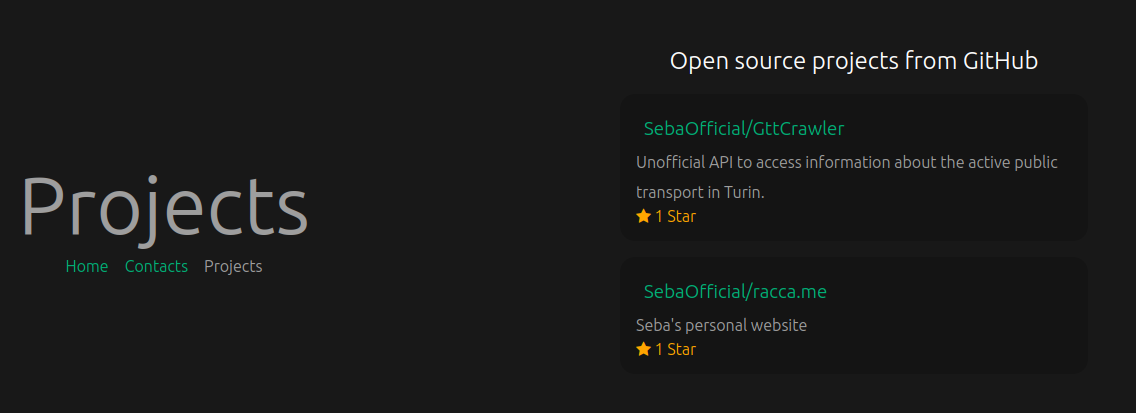 Projects
Home Contacts Projects
Open source projects from GitHub
SebaOfficial/GttCrawler
Unofficial API to access information about the active public
transport in Turin.
1 Star
SebaOfficial/racca.me
Seba's personal website
1 Star